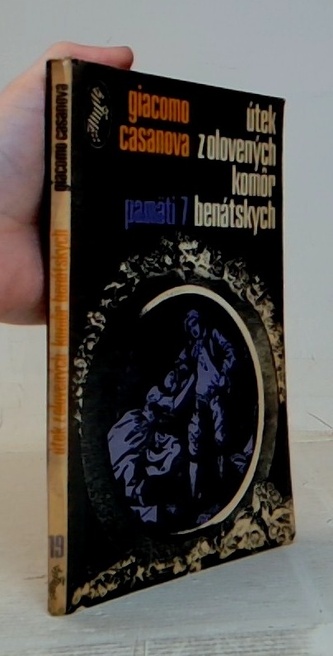 giacomo
casanova
útek
z olovených
komôr
benátskych
pamäti 7
giacomo casanova
útek z olovených komôr benátskych
19